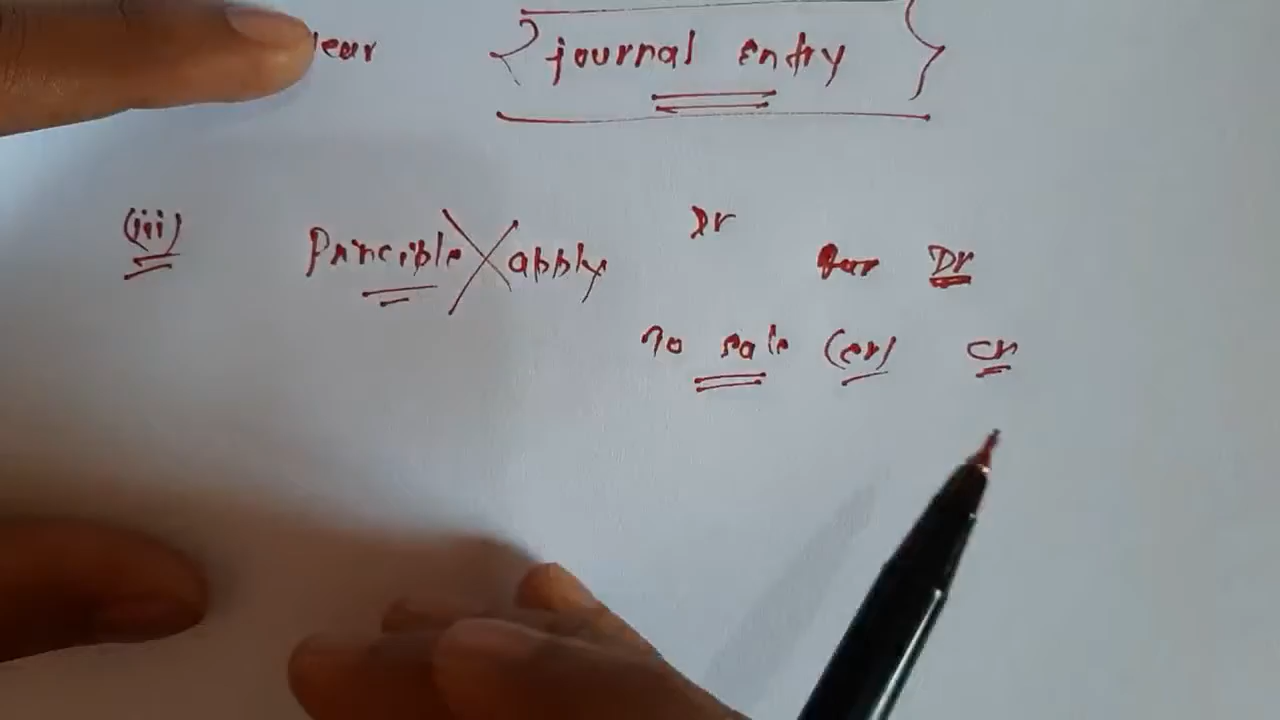 journal entry
(iii) Principle apply Dr
Dr
To sale (cr) cr